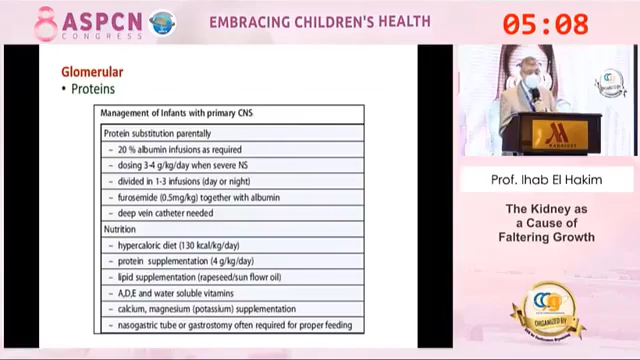 8 ASPCN
CONGRESS
EMBRACING CHILDREN'S HEALTH
05:08
Glomerular
• Proteins
Management of Infants with primary CNS
Protein substitution parentally
– 20 % albumin infusions as required
– dosing 3-4 g/kg/day when severe NS
– divided in 1-3 infusions (day or night)
– furosemide (0.5mg/kg) together with albumin
– deep vein catheter needed
Nutrition
– hypercaloric diet (130 kcal/kg/day)
– protein supplementation (4 g/kg/day)
– lipid supplementation (rapeseed/sun flowr oil)
– A,D,E and water soluble vitamins
– calcium, magnesium (potassium) supplementation
– nasogastric tube or gastrostomy often required for proper feeding
Prof. Ihab El Hakim
The Kidney as
a Cause of
Faltering Growth
ORGANIZED BY